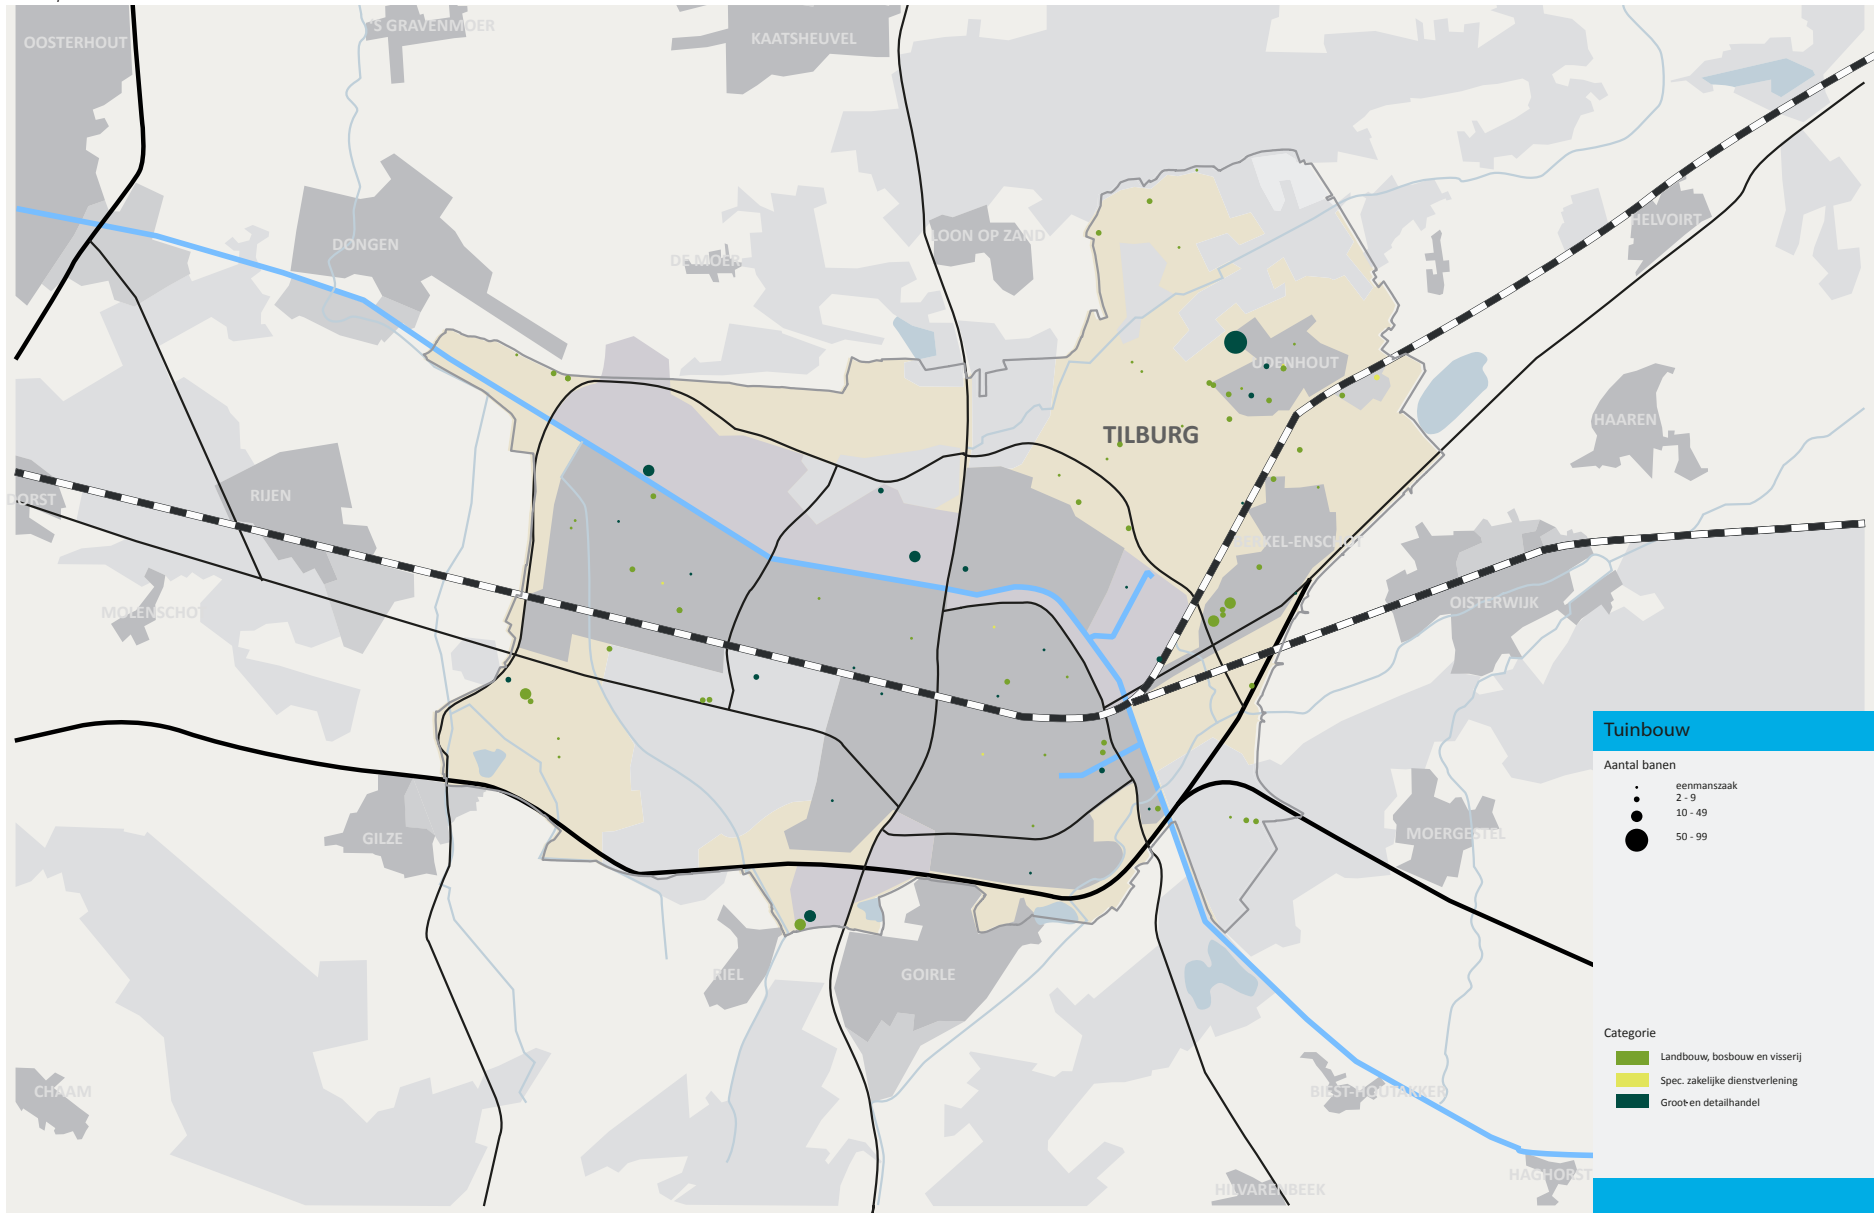 OOSTERHOUT
'S GRAVENMOER
KAATSHEUVEL
DONGEN
DE MOER
LOON OP ZAND
HELVOIRT
UDENHOUT
TILBURG
HAAREN
DORST
RIJEN
BERKEL-ENSCHOT
MOLENSCHOT
OISTERWIJK
GILZE
MOERGESTEL
RIEL
GOIRLE
CHAAM
BIEST-HOUTAKKER
HILVARENBEEK
HAGHORST
Tuinbouw
Aantal banen
eenmanszaak
2 - 9
10 - 49
50 - 99
Categorie
Landbouw, bosbouw en visserij
Spec. zakelijke dienstverlening
Groot-en detailhandel